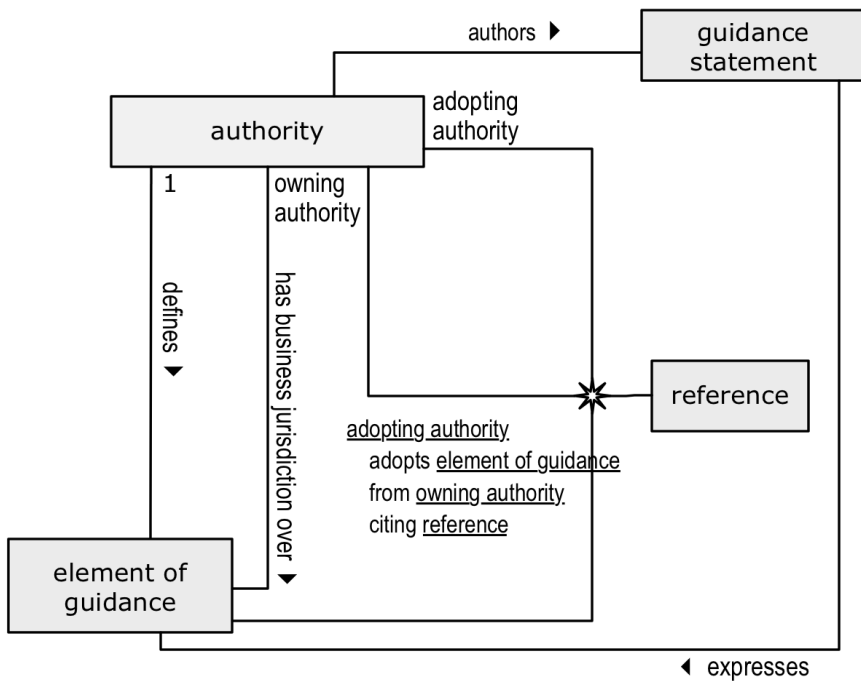 authors
guidance
statement
adopting
authority
authority
1
owning
authority
defines
has business jurisdiction over
reference
adopting authority
adopts element of guidance
from owning authority
citing reference
element of
guidance
expresses